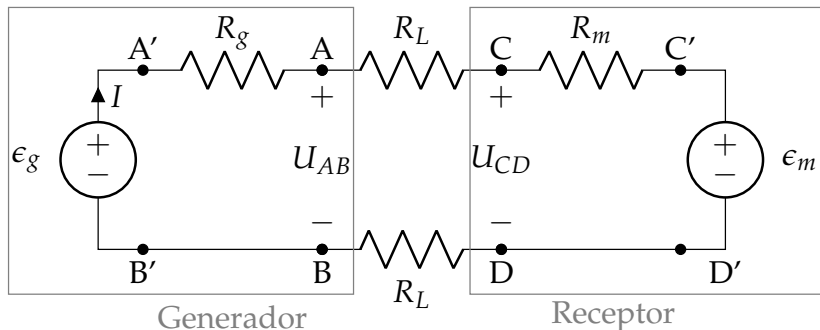 A′ R_g A R_L C R_m C′
I + +
ϵ_g + − U_AB U_CD + − ϵ_m
− −
B′ B R_L D D′
Generador Receptor